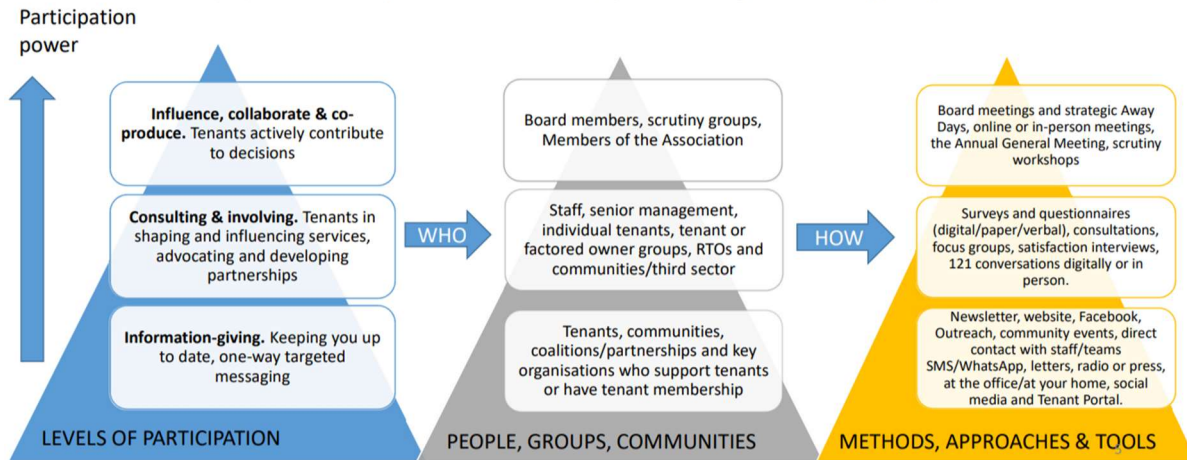 Participation
power
Influence, collaborate & co-
produce. Tenants actively contribute
to decisions
Consulting & involving. Tenants in
shaping and influencing services,
advocating and developing
partnerships
Information-giving. Keeping you up
to date, one-way targeted
messaging
LEVELS OF PARTICIPATION
WHO
Board members, scrutiny groups,
Members of the Association
Staff, senior management,
individual tenants, tenant or
factored owner groups, RTOs and
communities/third sector
Tenants, communities,
coalitions/partnerships and key
organisations who support tenants
or have tenant membership
PEOPLE, GROUPS, COMMUNITIES
HOW
Board meetings and strategic Away
Days, online or in-person meetings,
the Annual General Meeting, scrutiny
workshops
Surveys and questionnaires
(digital/paper/verbal), consultations,
focus groups, satisfaction interviews,
121 conversations digitally or in
person.
Newsletter, website, Facebook,
Outreach, community events, direct
contact with staff/teams
SMS/WhatsApp, letters, radio or press,
at the office/at your home, social
media and Tenant Portal.
METHODS, APPROACHES & TOOLS